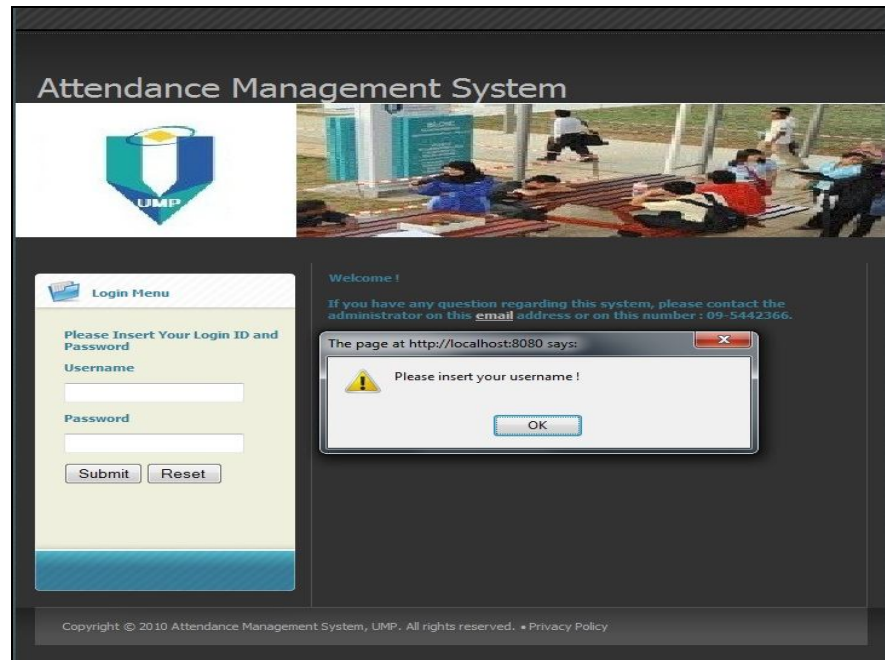 Attendance Management System
UMP
Login Menu
Please Insert Your Login ID and
Password
Username
Password
Submit Reset
Welcome !
If you have any question regarding this system, please contact the
administrator on this email address or on this number : 09-5442366.
The page at http://localhost:8080 says:
Please insert your username !
OK
Copyright © 2010 Attendance Management System, UMP. All rights reserved. • Privacy Policy